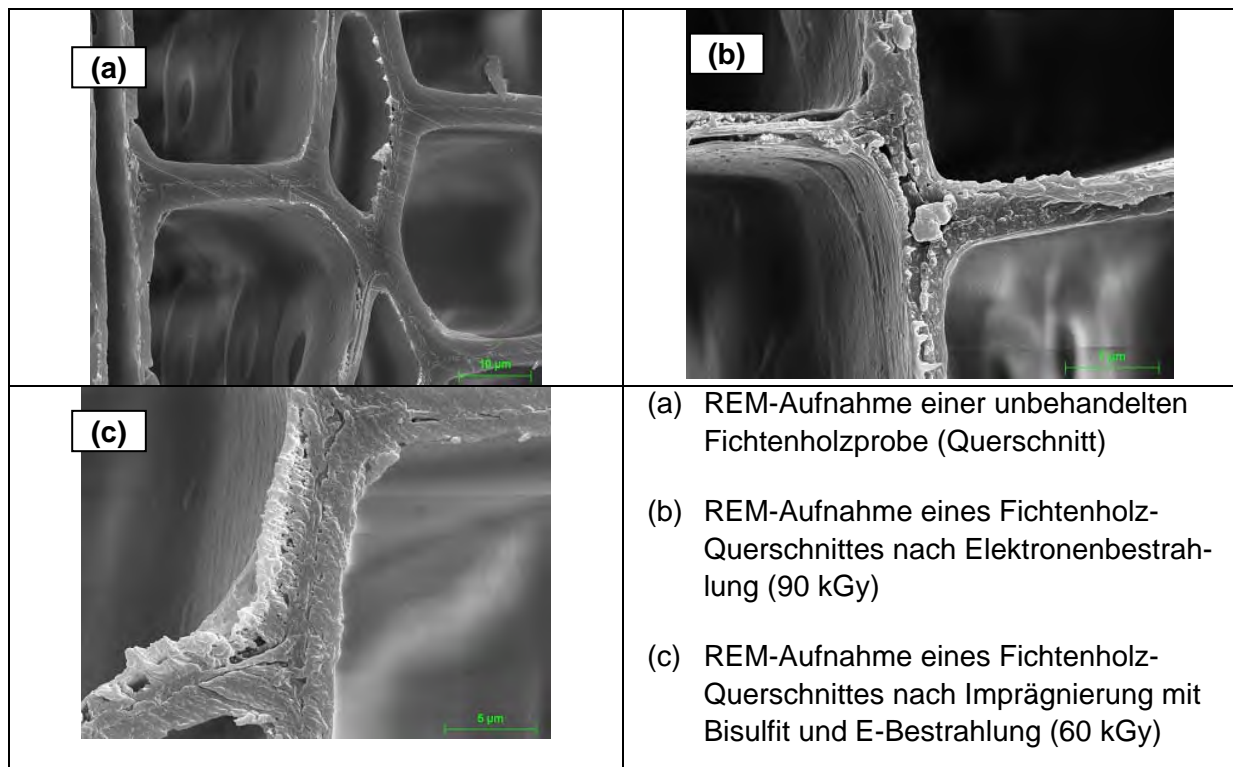 (a)
10 µm
(b)
µm
(c)
5 µm
(a) REM-Aufnahme einer unbehandelten
Fichtenholzprobe (Querschnitt)
(b) REM-Aufnahme eines Fichtenholz-
Querschnittes nach Elektronenbestrah-
lung (90 kGy)
(c) REM-Aufnahme eines Fichtenholz-
Querschnittes nach Imprägnierung mit
Bisulfit und E-Bestrahlung (60 kGy)